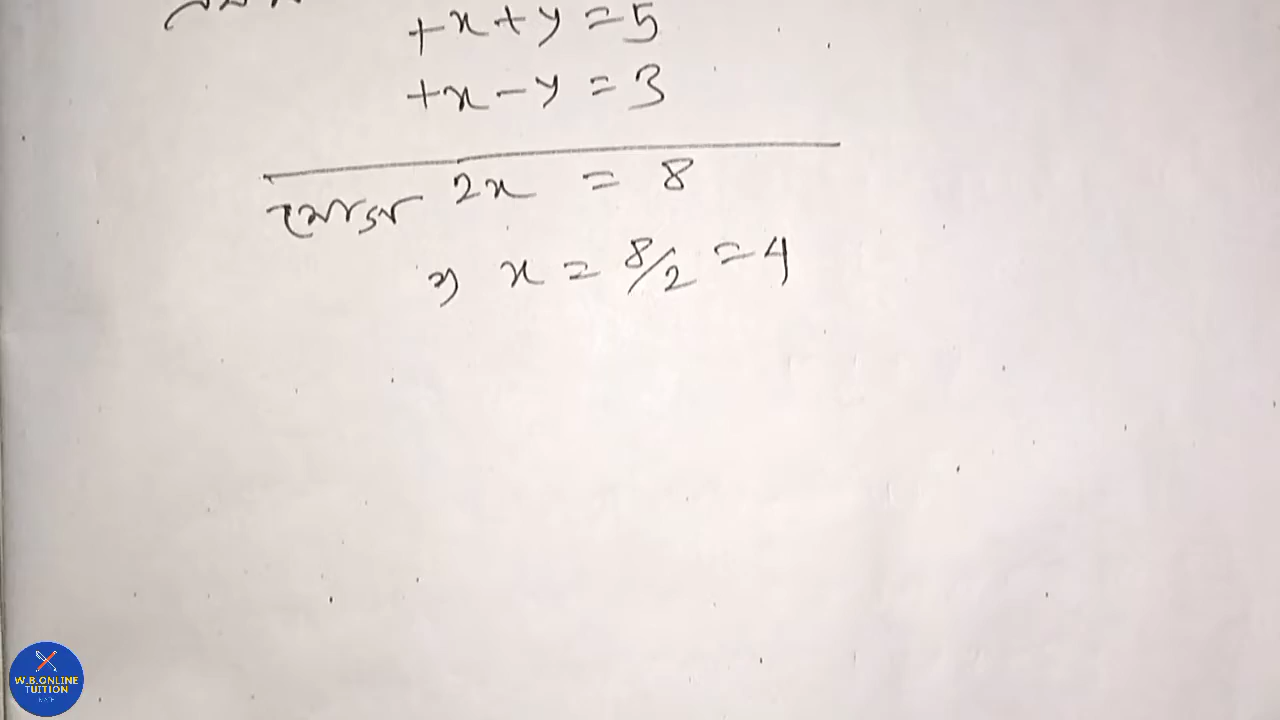 +x+y=5
+x-y=3
যোগ করে 2x = 8
⇒ x = 8/2 = 4
W.B.ONLINE
TUITION